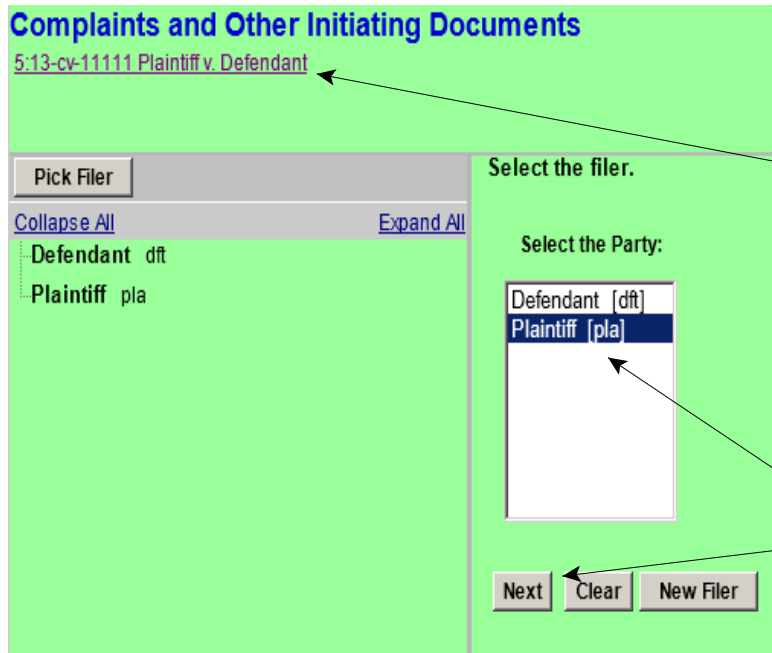 Complaints and Other Initiating Documents
5:13-cv-11111 Plaintiff v. Defendant
Pick Filer
Collapse All Expand All
Defendant dft
Plaintiff pla
Select the filer.
Select the Party:
Defendant [dft]
Plaintiff [pla]
Next Clear New Filer